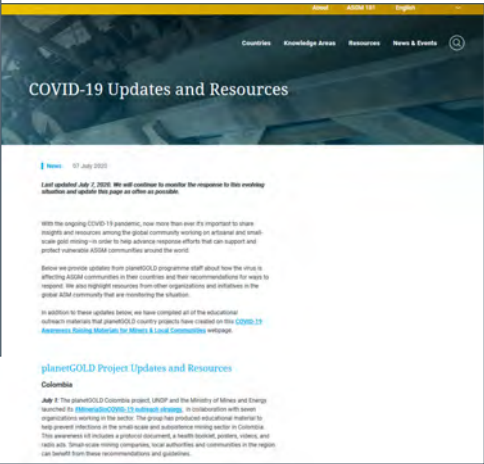 About ASGM 101 English
Countries Knowledge Areas Resources News & Events
COVID-19 Updates and Resources
News 07 July 2020
Last updated July 7, 2020. We will continue to monitor the response to this evolving
situation and update this page as often as possible.
With the ongoing COVID-19 pandemic, now more than ever it's important to share
insights and resources among the global community working on artisanal and small-
scale gold mining–in order to help advance response efforts that can support and
protect vulnerable ASGM communities around the world.
Below we provide updates from planetGOLD programme staff about how the virus is
affecting ASGM communities in their countries and their recommendations for ways to
respond. We also highlight resources from other organizations and initiatives in the
global ASM community that are monitoring the situation.
In addition to these updates below, we have compiled all of the educational
outreach materials that planetGOLD country projects have created on this COVID-19
Awareness Raising Materials for Miners & Local Communities webpage.
planetGOLD Project Updates and Resources
Colombia
July 1: The planetGOLD Colombia project, UNDP and the Ministry of Mines and Energy
launched its #MineriaSinCOVID-19 outreach strategy, in collaboration with seven
organizations working in the sector. The group has produced educational material to
help prevent infections in the small-scale and subsistence mining sector in Colombia.
This awareness kit includes a protocol document, a health booklet, posters, videos, and
radio ads. Small-scale mining companies, local authorities and communities in the region
can benefit from these recommendations and guidelines.